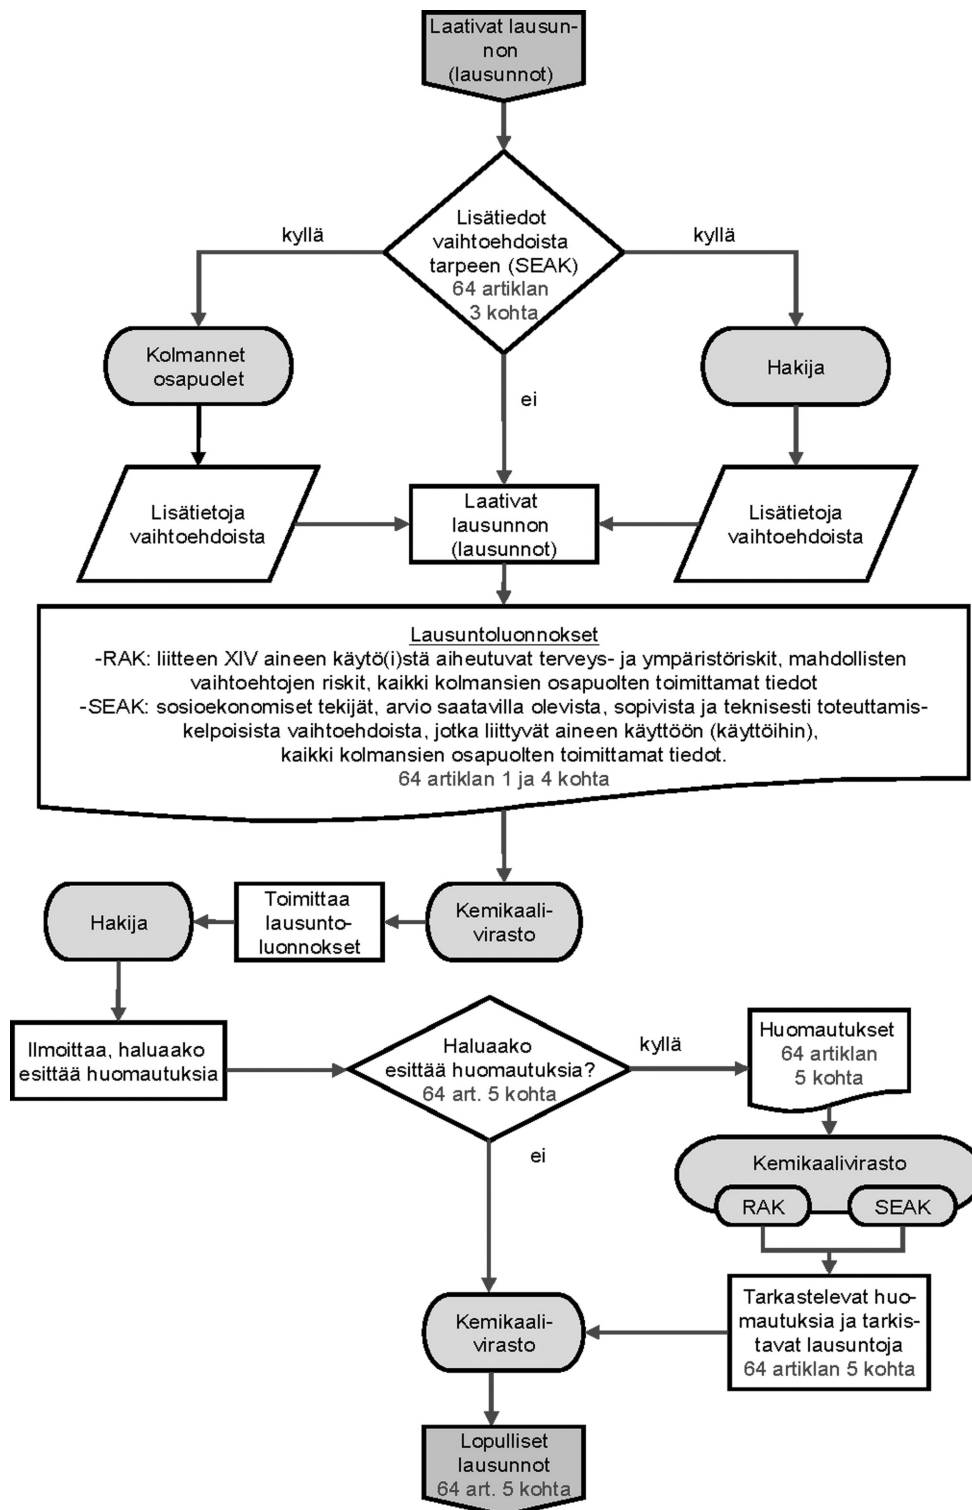 Laativat lausun-
non
(lausunnot)
Lisätiedot
vaihtoehdoista
tarpeen (SEAK)
64 artiklan
3 kohta
kyllä
kyllä
Kolmannet
osapuolet
Hakija
ei
Lisätietoja
vaihtoehdoista
Laativat
lausunnon
(lausunnot)
Lisätietoja
vaihtoehdoista
Lausuntoluonnokset
-RAK: liitteen XIV aineen käytö(i)stä aiheutuvat terveys- ja ympäristöriskit, mahdollisten
vaihtoehtojen riskit, kaikki kolmansien osapuolten toimittamat tiedot
-SEAK: sosioekonomiset tekijät, arvio saatavilla olevista, sopivista ja teknisesti toteuttamis-
kelpoisista vaihtoehdoista, jotka liittyvät aineen käyttöön (käyttöihin),
kaikki kolmansien osapuolten toimittamat tiedot.
64 artiklan 1 ja 4 kohta
Hakija
Toimittaa
lausunto-
luonnokset
Kemikaali-
virasto
Ilmoittaa, haluaako
esittää huomautuksia
Haluaako
esittää huomautuksia?
64 art. 5 kohta
kyllä
Huomautukset
64 artiklan
5 kohta
ei
Kemikaalivirasto
RAK
SEAK
Kemikaali-
virasto
Tarkastelevat huo-
mautuksia ja tarkis-
tavat lausuntoja
64 artiklan 5 kohta
Lopulliset
lausunnot
64 art. 5 kohta